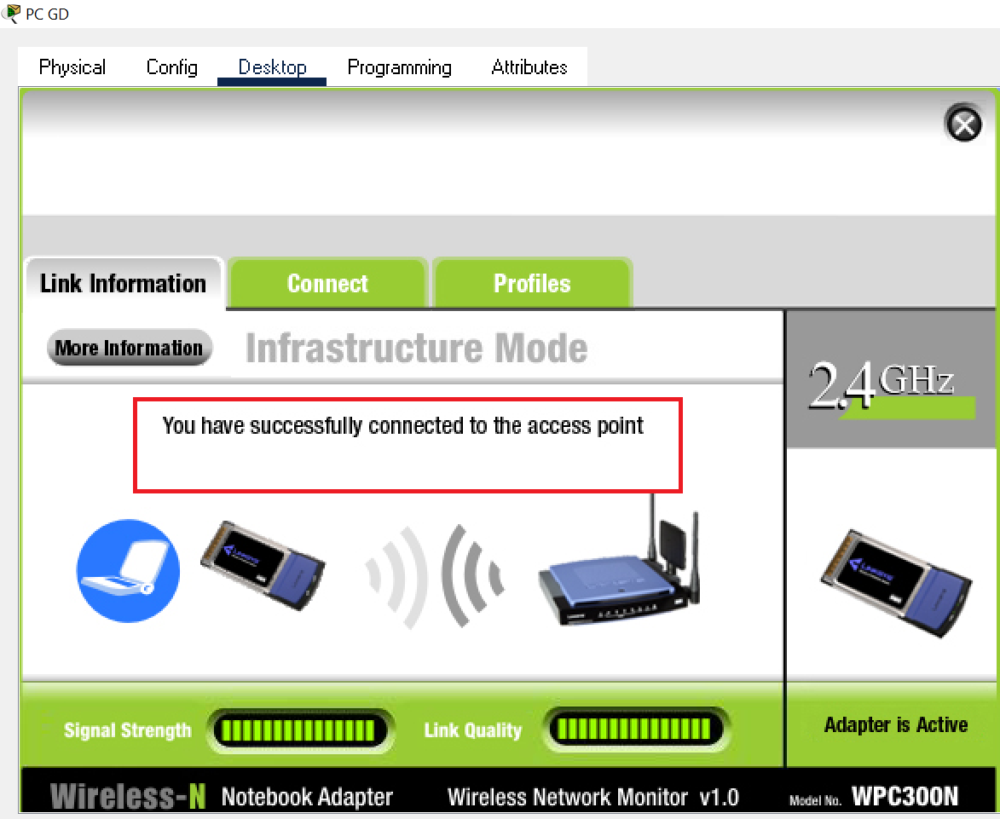 PC GD
Physical Config Desktop Programming Attributes
Link Information Connect Profiles
More Information Infrastructure Mode
2.4GHz
You have successfully connected to the access point
Signal Strength Link Quality Adapter is Active
Wireless-N Notebook Adapter Wireless Network Monitor v1.0 Model No. WPC300N